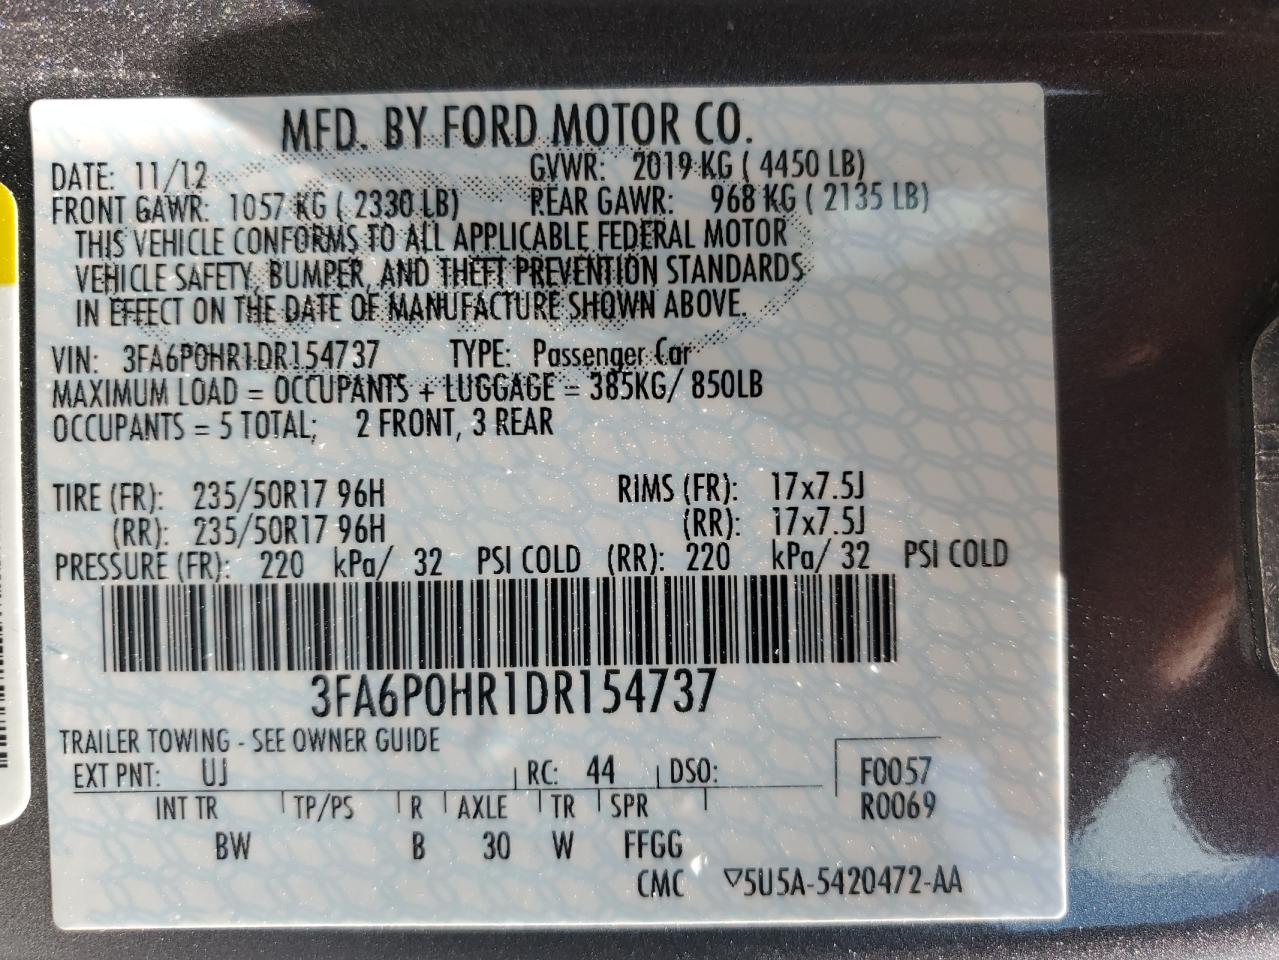 MFD. BY FORD MOTOR CO.
DATE: 11/12 GVWR: 2019 KG ( 4450 LB)
FRONT GAWR: 1057 KG ( 2330 LB) REAR GAWR: 968 KG ( 2135 LB)
THIS VEHICLE CONFORMS TO ALL APPLICABLE FEDERAL MOTOR
VEHICLE SAFETY, BUMPER, AND THEFT PREVENTION STANDARDS
IN EFFECT ON THE DATE OF MANUFACTURE SHOWN ABOVE.
VIN: 3FA6P0HR1DR154737 TYPE: Passenger Car
MAXIMUM LOAD = OCCUPANTS + LUGGAGE = 385KG/ 850LB
OCCUPANTS = 5 TOTAL; 2 FRONT, 3 REAR
TIRE (FR): 235/50R17 96H RIMS (FR): 17x7.5J
(RR): 235/50R17 96H (RR): 17x7.5J
PRESSURE (FR): 220 kPa/ 32 PSI COLD (RR): 220 kPa/ 32 PSI COLD
3FA6P0HR1DR154737
TRAILER TOWING - SEE OWNER GUIDE
EXT PNT: UJ RC: 44 DSO: F0057
INT TR TP/PS R AXLE TR SPR R0069
BW B 30 W FFGG
CMC ▽5U5A-5420472-AA